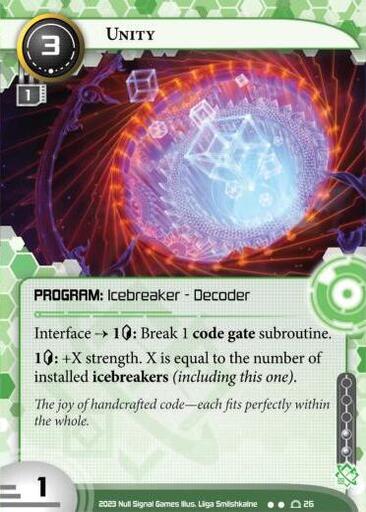 3
UNITY
1
PROGRAM: Icebreaker - Decoder
Interface → 1: Break 1 code gate subroutine.
1: +X strength. X is equal to the number of
installed icebreakers (including this one).
The joy of handcrafted code—each fits perfectly within
the whole.
1
2023 Null Signal Games Illus. Liiga Smilshkalne
26